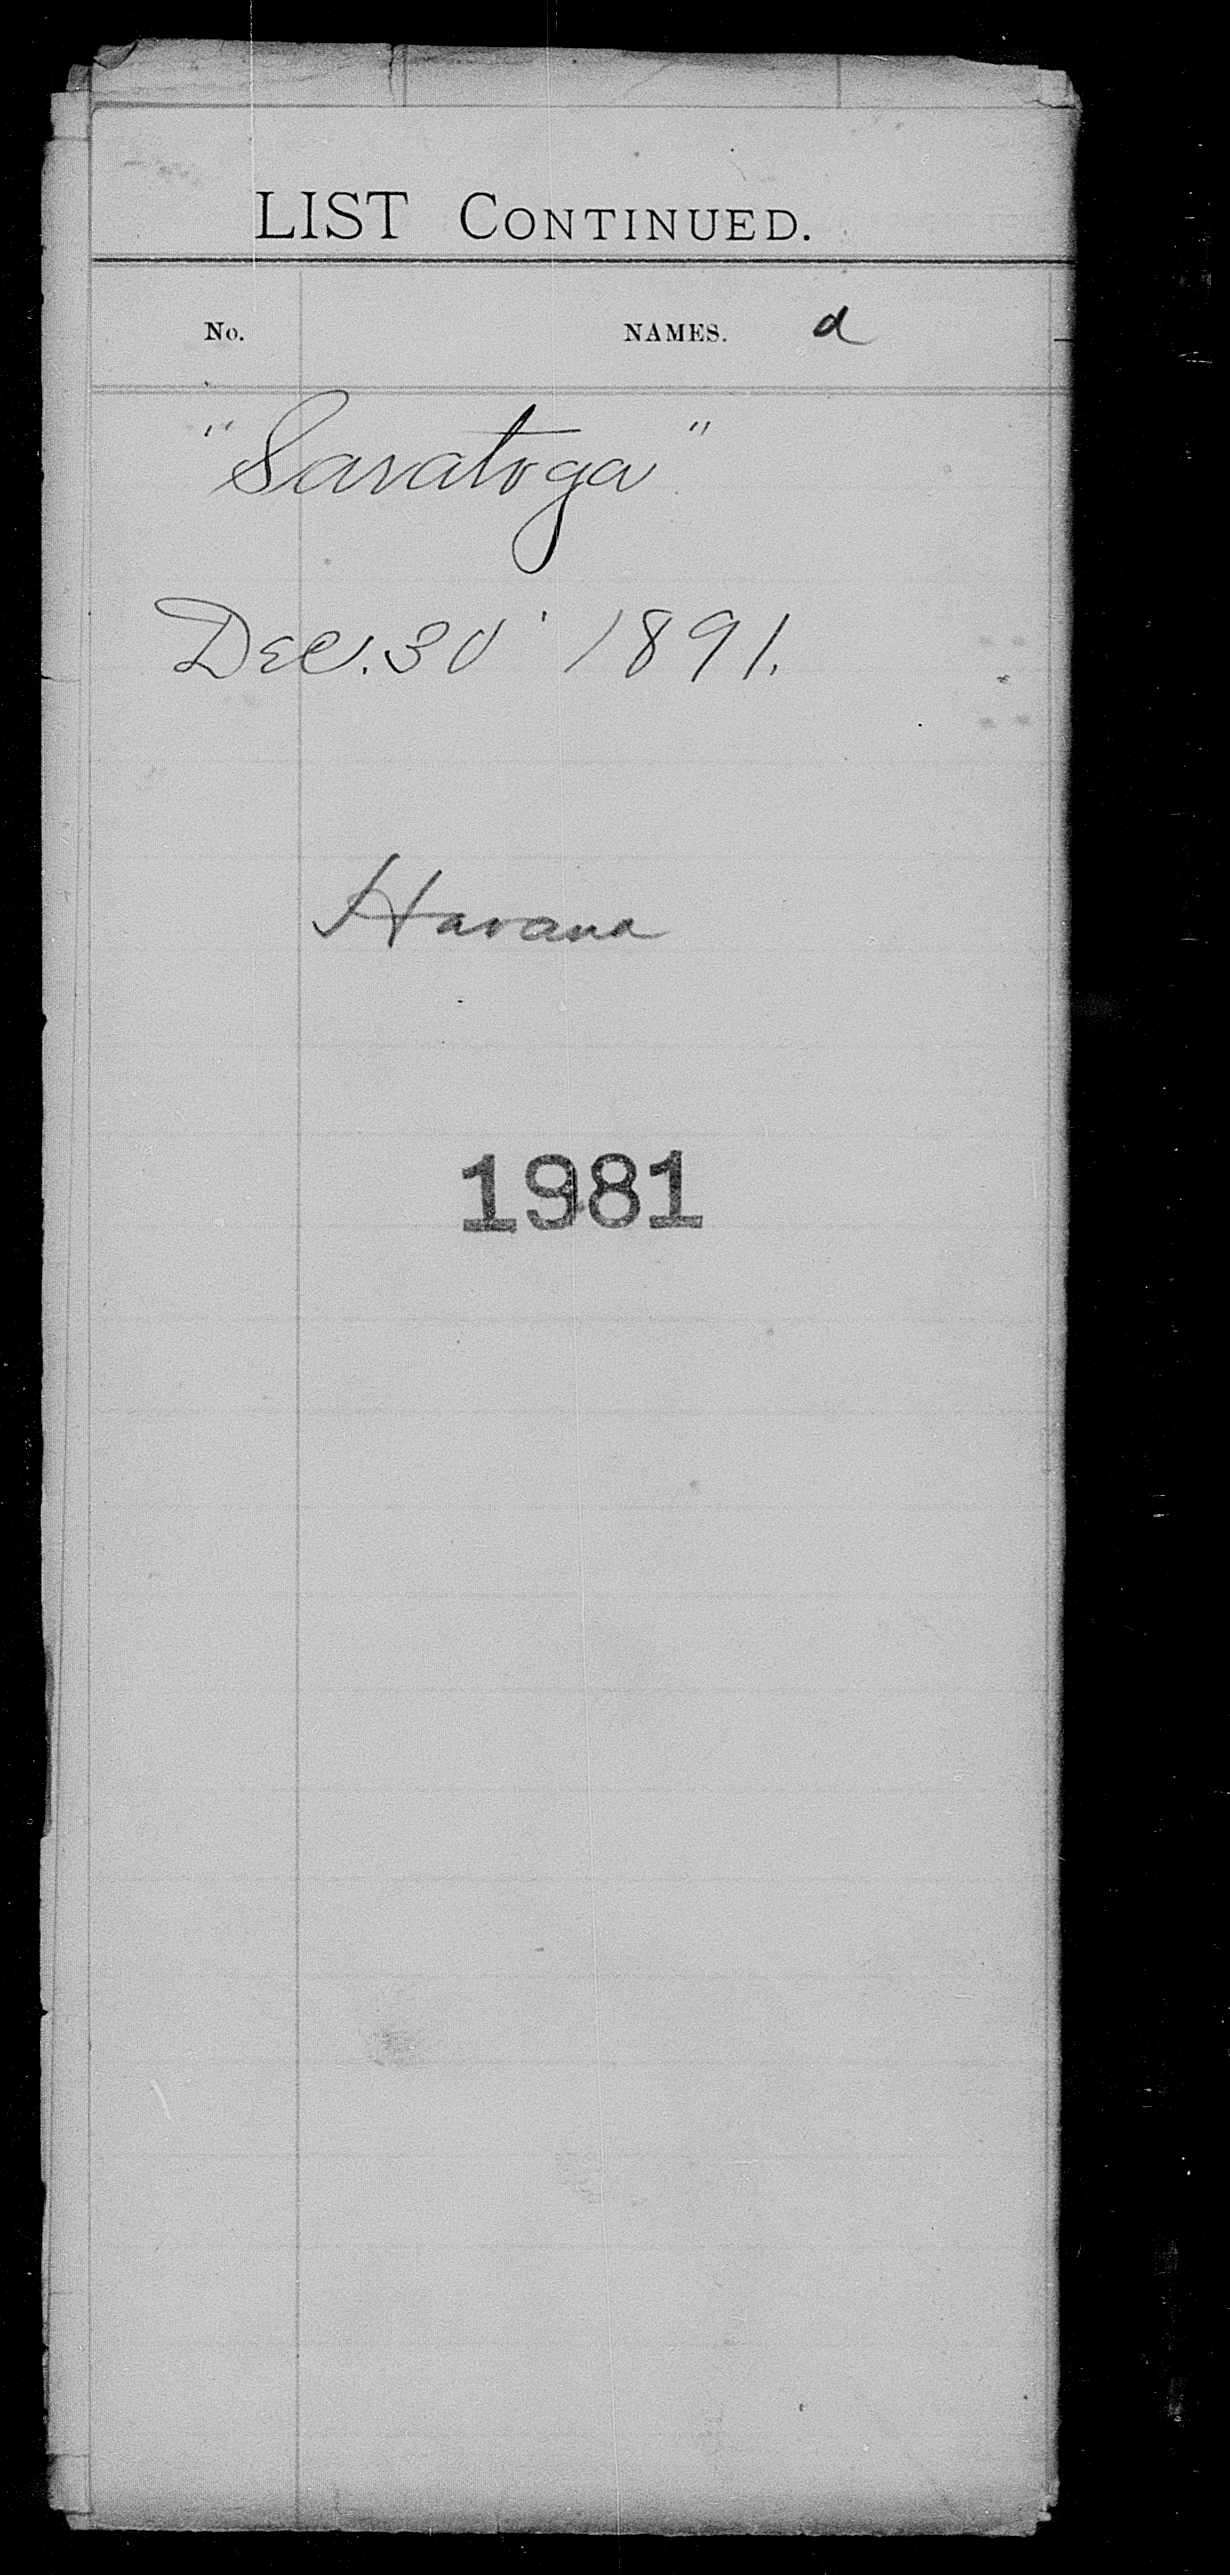 LIST CONTINUED.
No. NAMES. d
"Saratoga"
Dec. 30' 1891.
Havana
1981